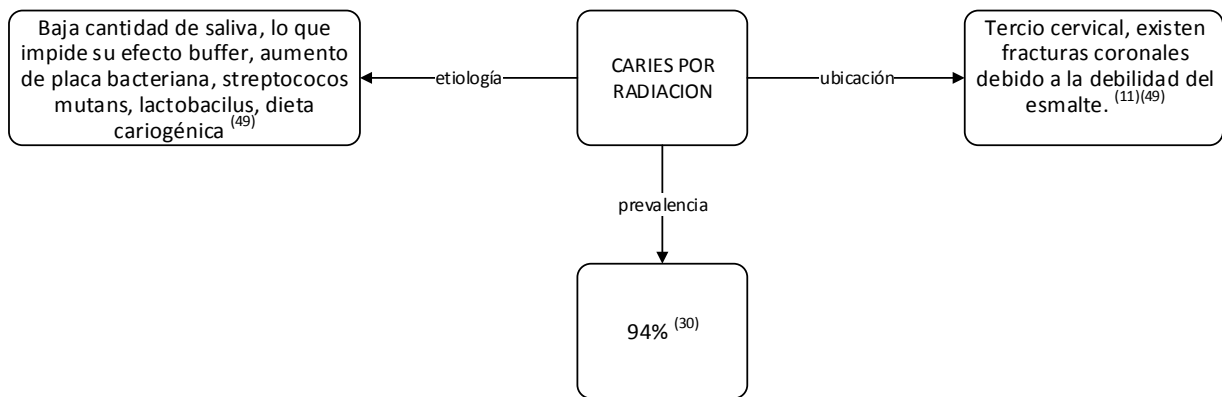 Baja cantidad de saliva, lo que
impide su efecto buffer, aumento
de placa bacteriana, streptococos
mutans, lactobacilus, dieta
cariogénica (49)
etiología
CARIES POR
RADIACION
ubicación
Tercio cervical, existen
fracturas coronales
debido a la debilidad del
esmalte. (11)(49)
prevalencia
94% (30)